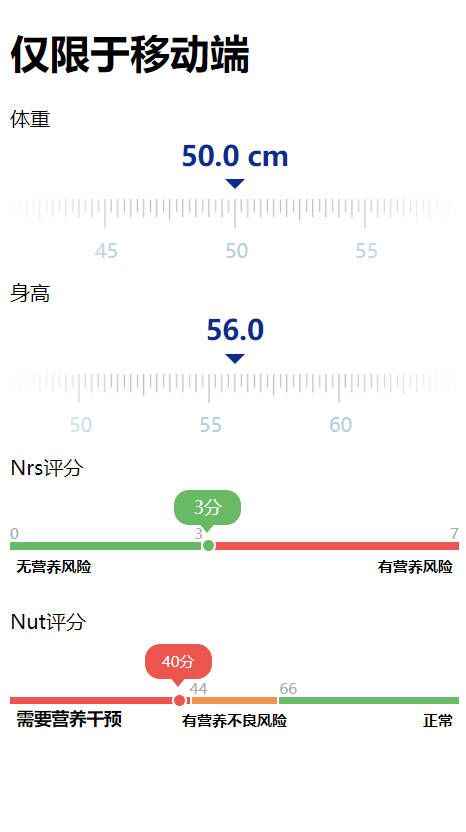 仅限于移动端
体重
50.0 cm
45 50 55
身高
56.0
50 55 60
Nrs评分
3分
0 3 7
无营养风险 有营养风险
Nut评分
40分
44 66
需要营养干预 有营养不良风险 正常